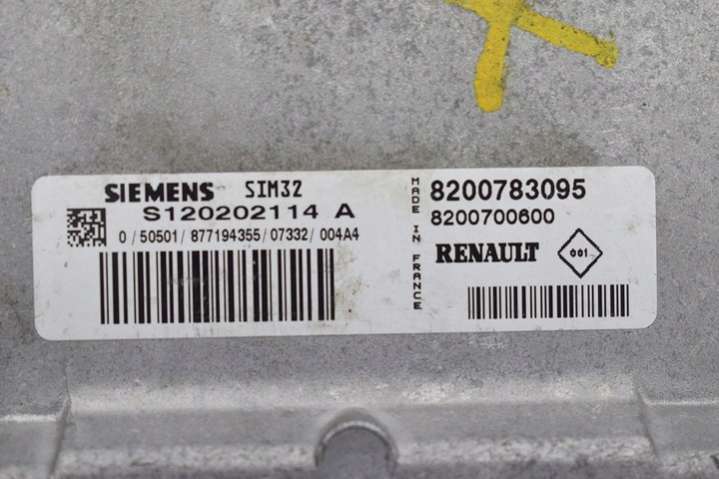 SIEMENS SIM32
S120202114 A
0 / 50501 / 877194355 / 07332 / 004A4
MADE IN FRANCE
8200783095
8200700600
RENAULT 001